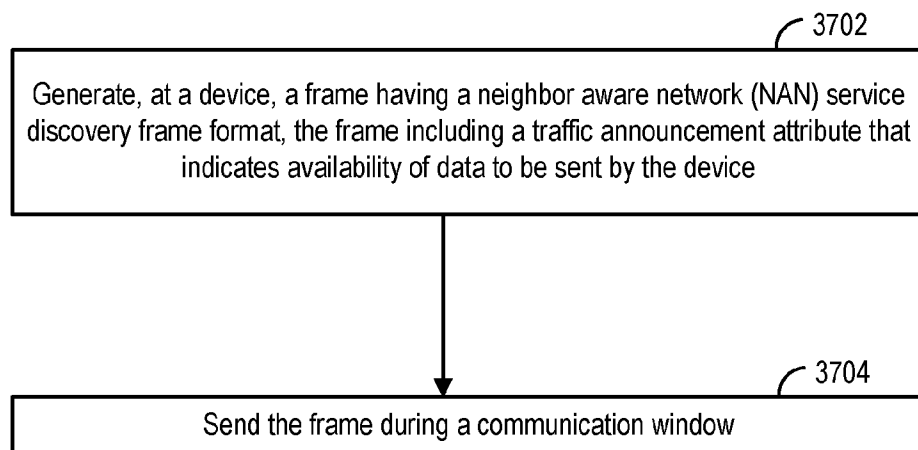 3702
Generate, at a device, a frame having a neighbor aware network (NAN) service
discovery frame format, the frame including a traffic announcement attribute that
indicates availability of data to be sent by the device
3704
Send the frame during a communication window